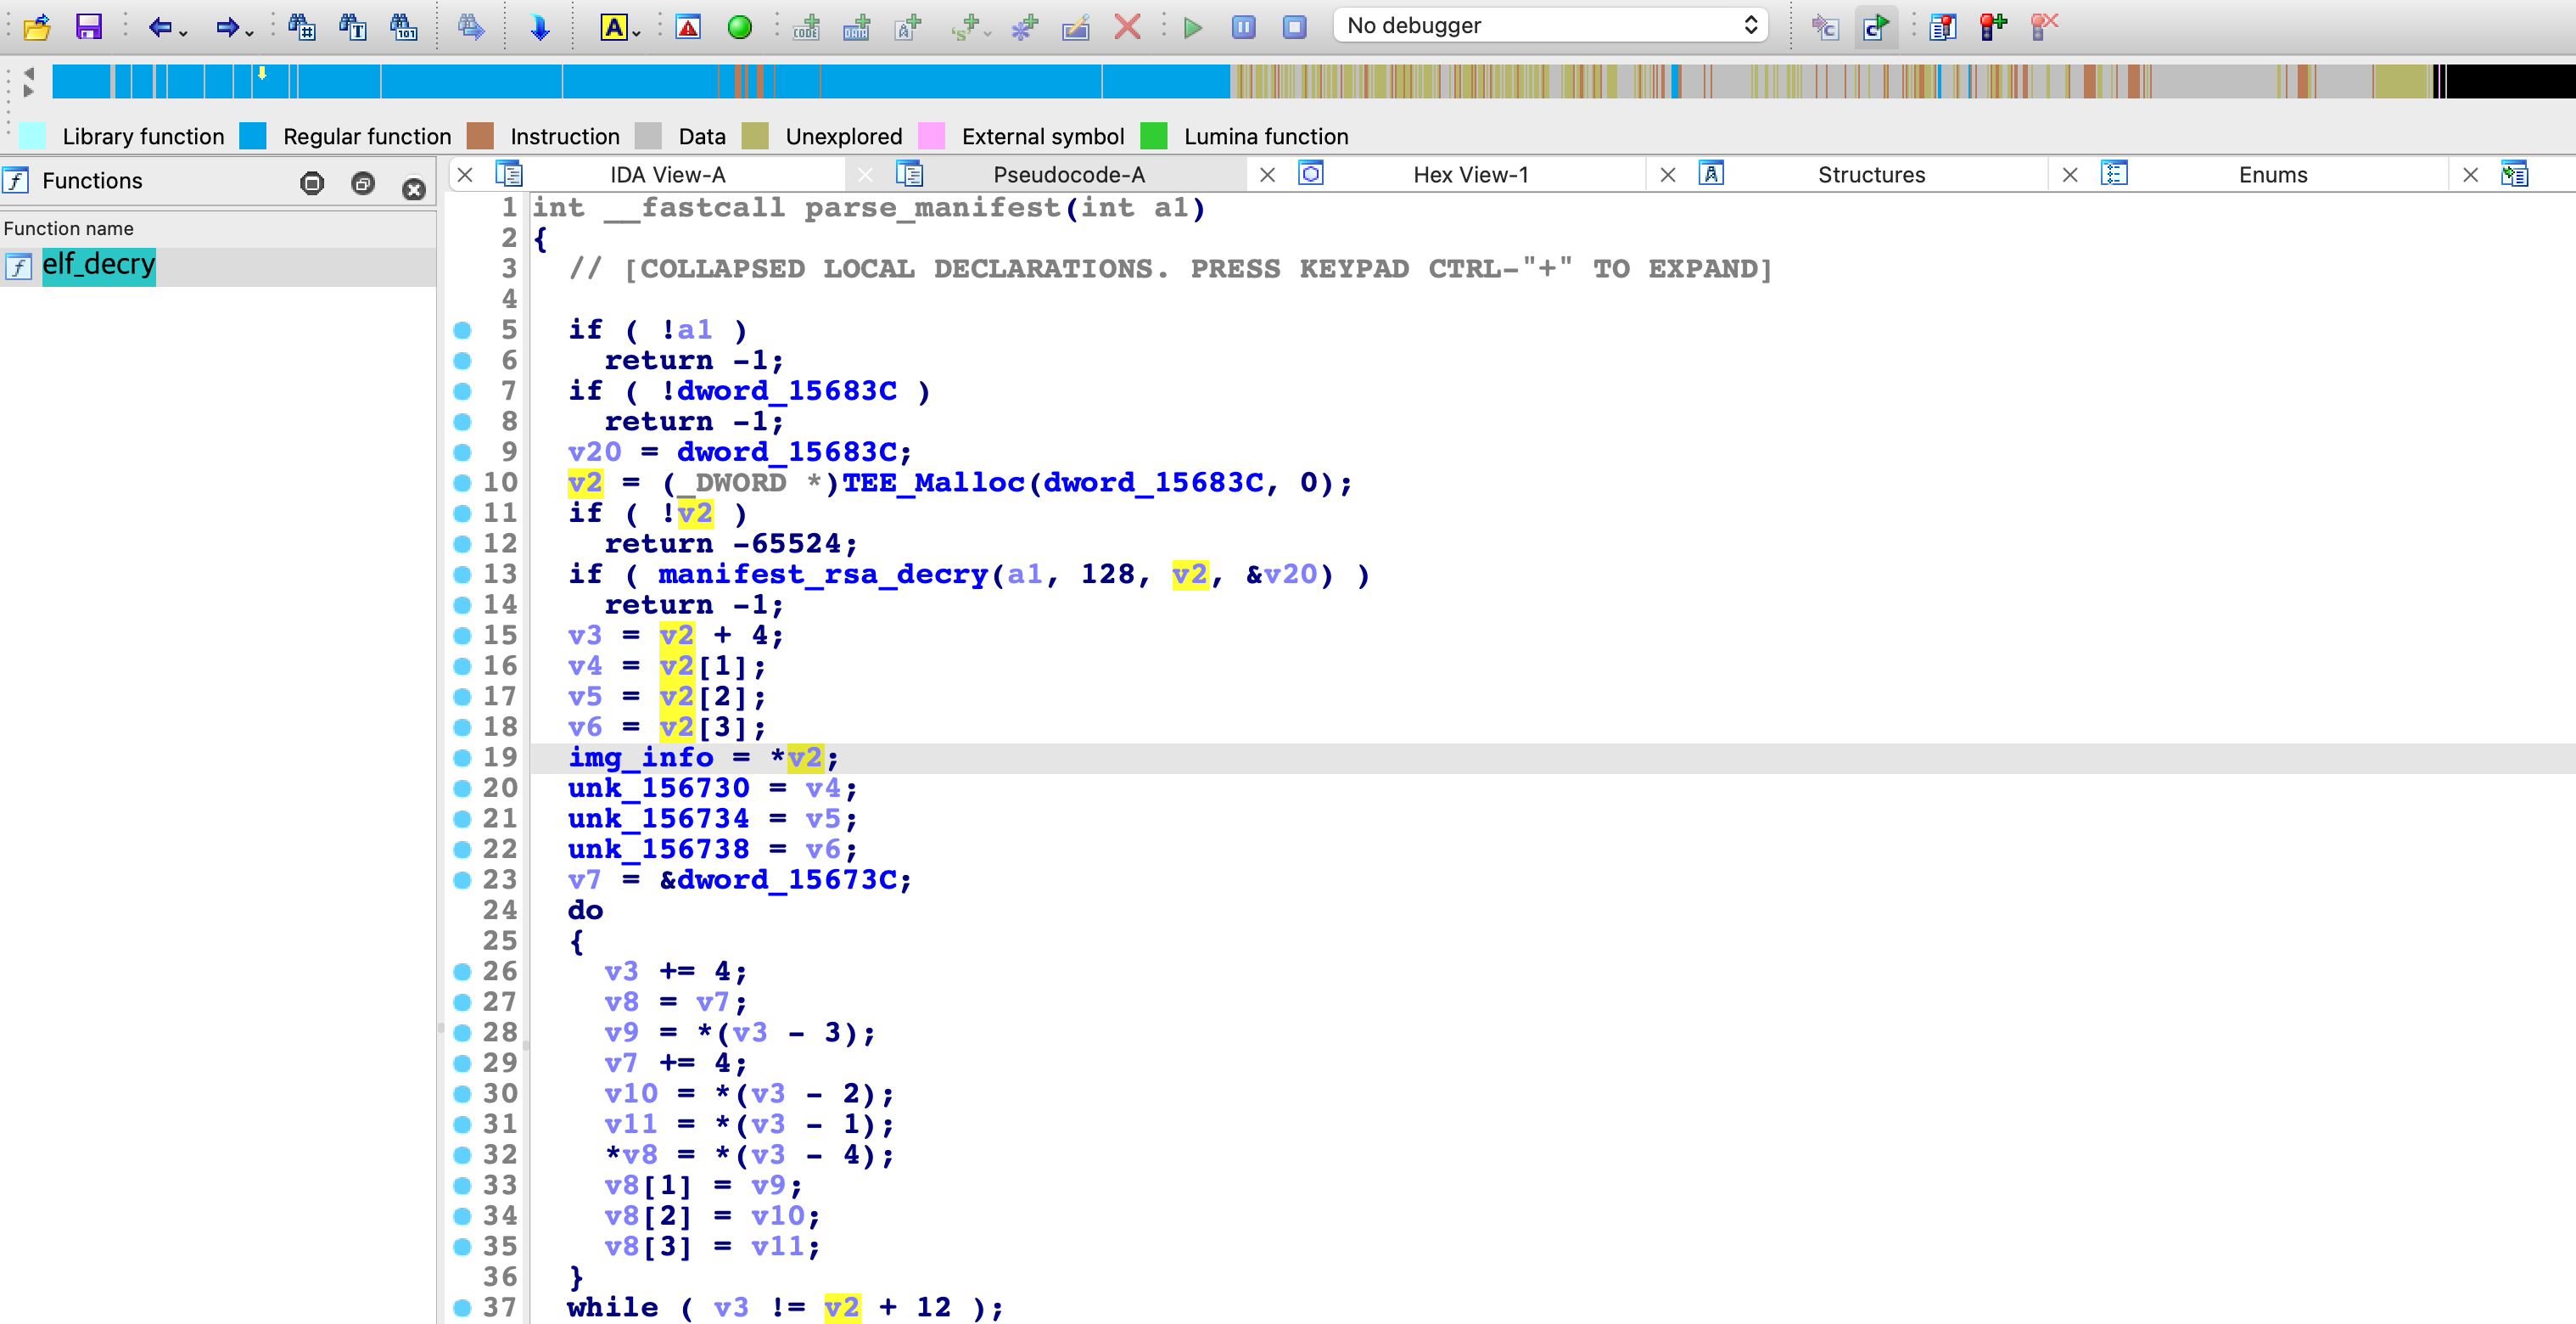 No debugger
Library function Regular function Instruction Data Unexplored External symbol Lumina function
Functions
Function name
elf_decry
IDA View-A Pseudocode-A Hex View-1 Structures Enums
1 int __fastcall parse_manifest(int a1)
2 {
3 // [COLLAPSED LOCAL DECLARATIONS. PRESS KEYPAD CTRL-"+" TO EXPAND]
4
5 if ( !a1 )
6 return -1;
7 if ( !dword_15683C )
8 return -1;
9 v20 = dword_15683C;
10 v2 = (_DWORD *)TEE_Malloc(dword_15683C, 0);
11 if ( !v2 )
12 return -65524;
13 if ( manifest_rsa_decry(a1, 128, v2, &v20) )
14 return -1;
15 v3 = v2 + 4;
16 v4 = v2[1];
17 v5 = v2[2];
18 v6 = v2[3];
19 img_info = *v2;
20 unk_156730 = v4;
21 unk_156734 = v5;
22 unk_156738 = v6;
23 v7 = &dword_15673C;
24 do
25 {
26 v3 += 4;
27 v8 = v7;
28 v9 = *(v3 - 3);
29 v7 += 4;
30 v10 = *(v3 - 2);
31 v11 = *(v3 - 1);
32 *v8 = *(v3 - 4);
33 v8[1] = v9;
34 v8[2] = v10;
35 v8[3] = v11;
36 }
37 while ( v3 != v2 + 12 );